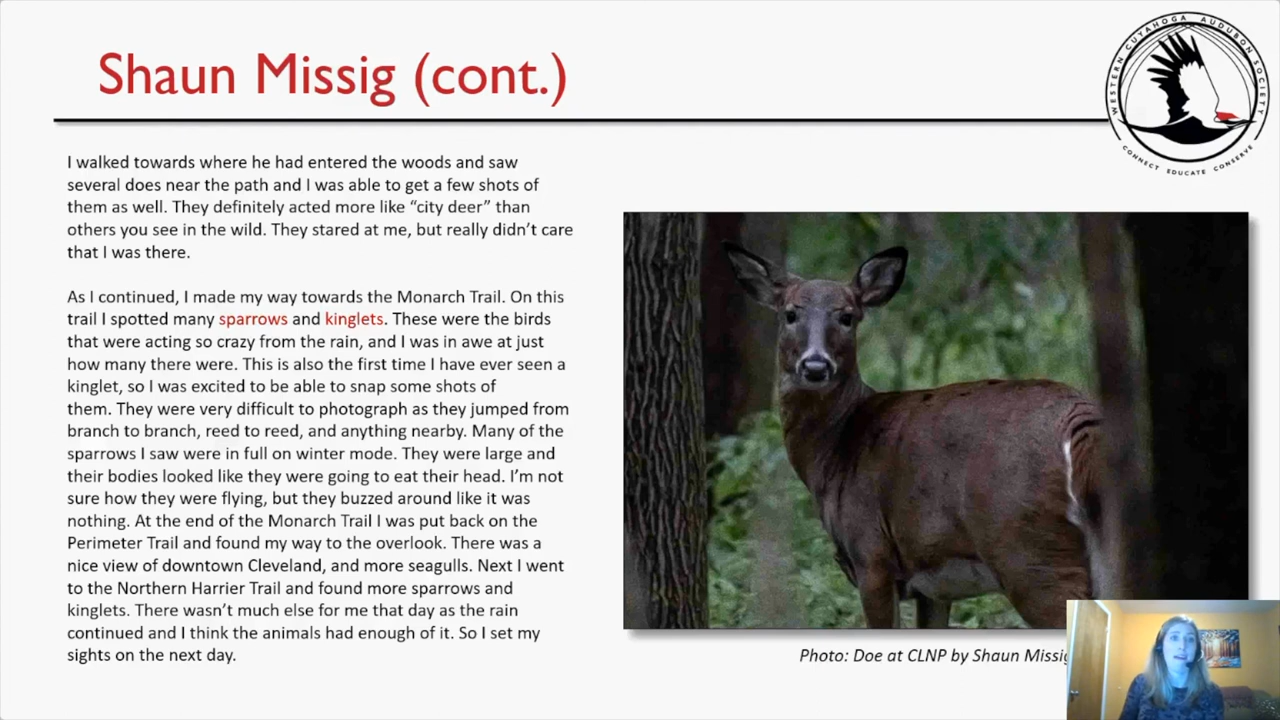 Shaun Missig (cont.)
WESTERN CUYAHOGA AUDUBON SOCIETY
CONNECT EDUCATE CONSERVE
I walked towards where he had entered the woods and saw
several does near the path and I was able to get a few shots of
them as well. They definitely acted more like “city deer” than
others you see in the wild. They stared at me, but really didn’t care
that I was there.
As I continued, I made my way towards the Monarch Trail. On this
trail I spotted many sparrows and kinglets. These were the birds
that were acting so crazy from the rain, and I was in awe at just
how many there were. This is also the first time I have ever seen a
kinglet, so I was excited to be able to snap some shots of
them. They were very difficult to photograph as they jumped from
branch to branch, reed to reed, and anything nearby. Many of the
sparrows I saw were in full on winter mode. They were large and
their bodies looked like they were going to eat their head. I’m not
sure how they were flying, but they buzzed around like it was
nothing. At the end of the Monarch Trail I was put back on the
Perimeter Trail and found my way to the overlook. There was a
nice view of downtown Cleveland, and more seagulls. Next I went
to the Northern Harrier Trail and found more sparrows and
kinglets. There wasn’t much else for me that day as the rain
continued and I think the animals had enough of it. So I set my
sights on the next day.
Photo: Doe at CLNP by Shaun Missig